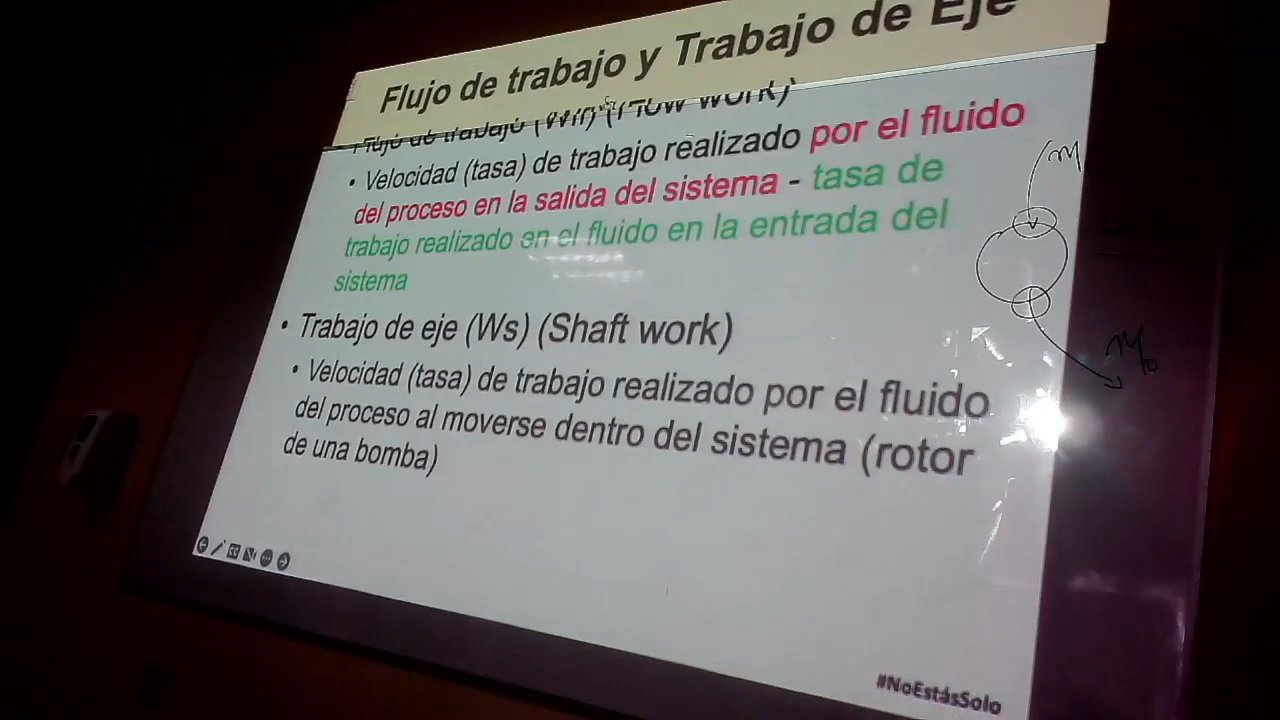 Flujo de trabajo y Trabajo de Eje
Flujo de trabajo (Wfl) (Flow work)
• Velocidad (tasa) de trabajo realizado por el fluido
del proceso en la salida del sistema - tasa de
trabajo realizado en el fluido en la entrada del
sistema
• Trabajo de eje (Ws) (Shaft work)
• Velocidad (tasa) de trabajo realizado por el fluido
del proceso al moverse dentro del sistema (rotor
de una bomba)
#NoEstásSolo